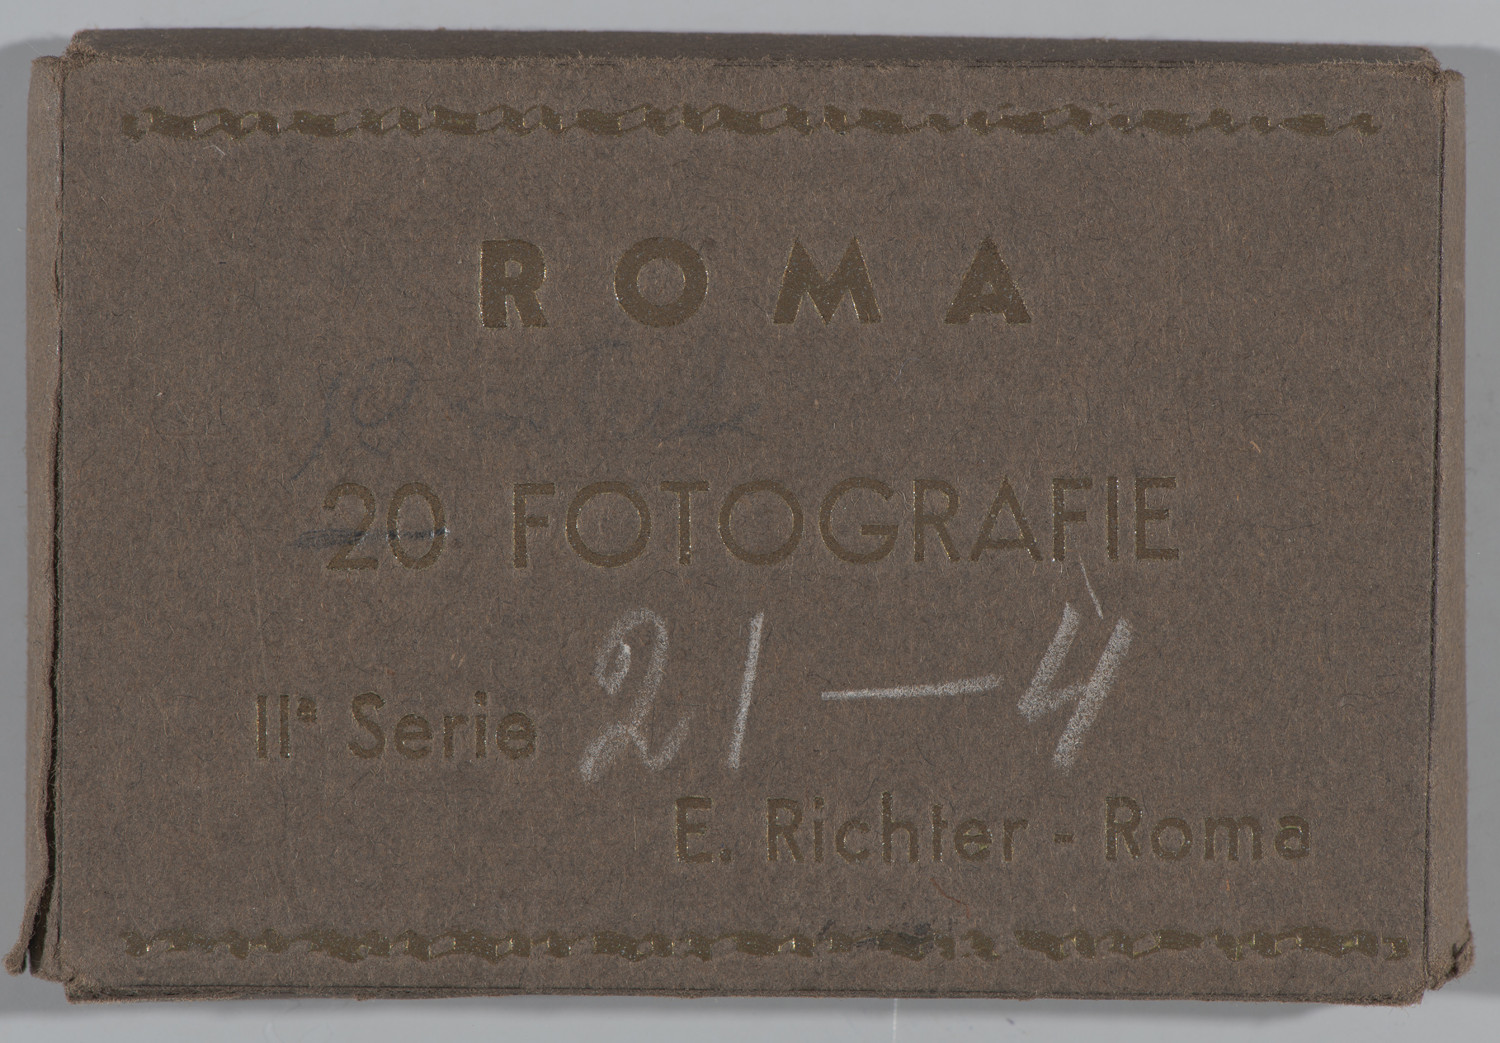 ROMA
20 FOTOGRAFIE
21 — 4
IIª Serie
E. Richter - Roma